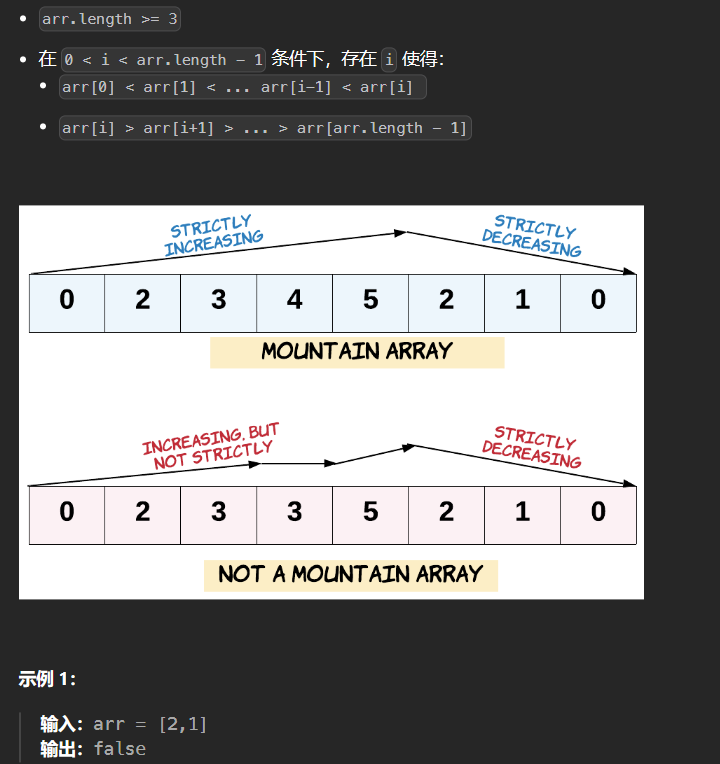 arr.length >= 3
在 0 < i < arr.length - 1 条件下，存在 i 使得：
arr[0] < arr[1] < ... arr[i-1] < arr[i]
arr[i] > arr[i+1] > ... > arr[arr.length - 1]
STRICTLY
INCREASING
STRICTLY
DECREASING
0 2 3 4 5 2 1 0
MOUNTAIN ARRAY
INCREASING, BUT
NOT STRICTLY
STRICTLY
DECREASING
0 2 3 3 5 2 1 0
NOT A MOUNTAIN ARRAY
示例 1：
输入：arr = [2,1]
输出：false